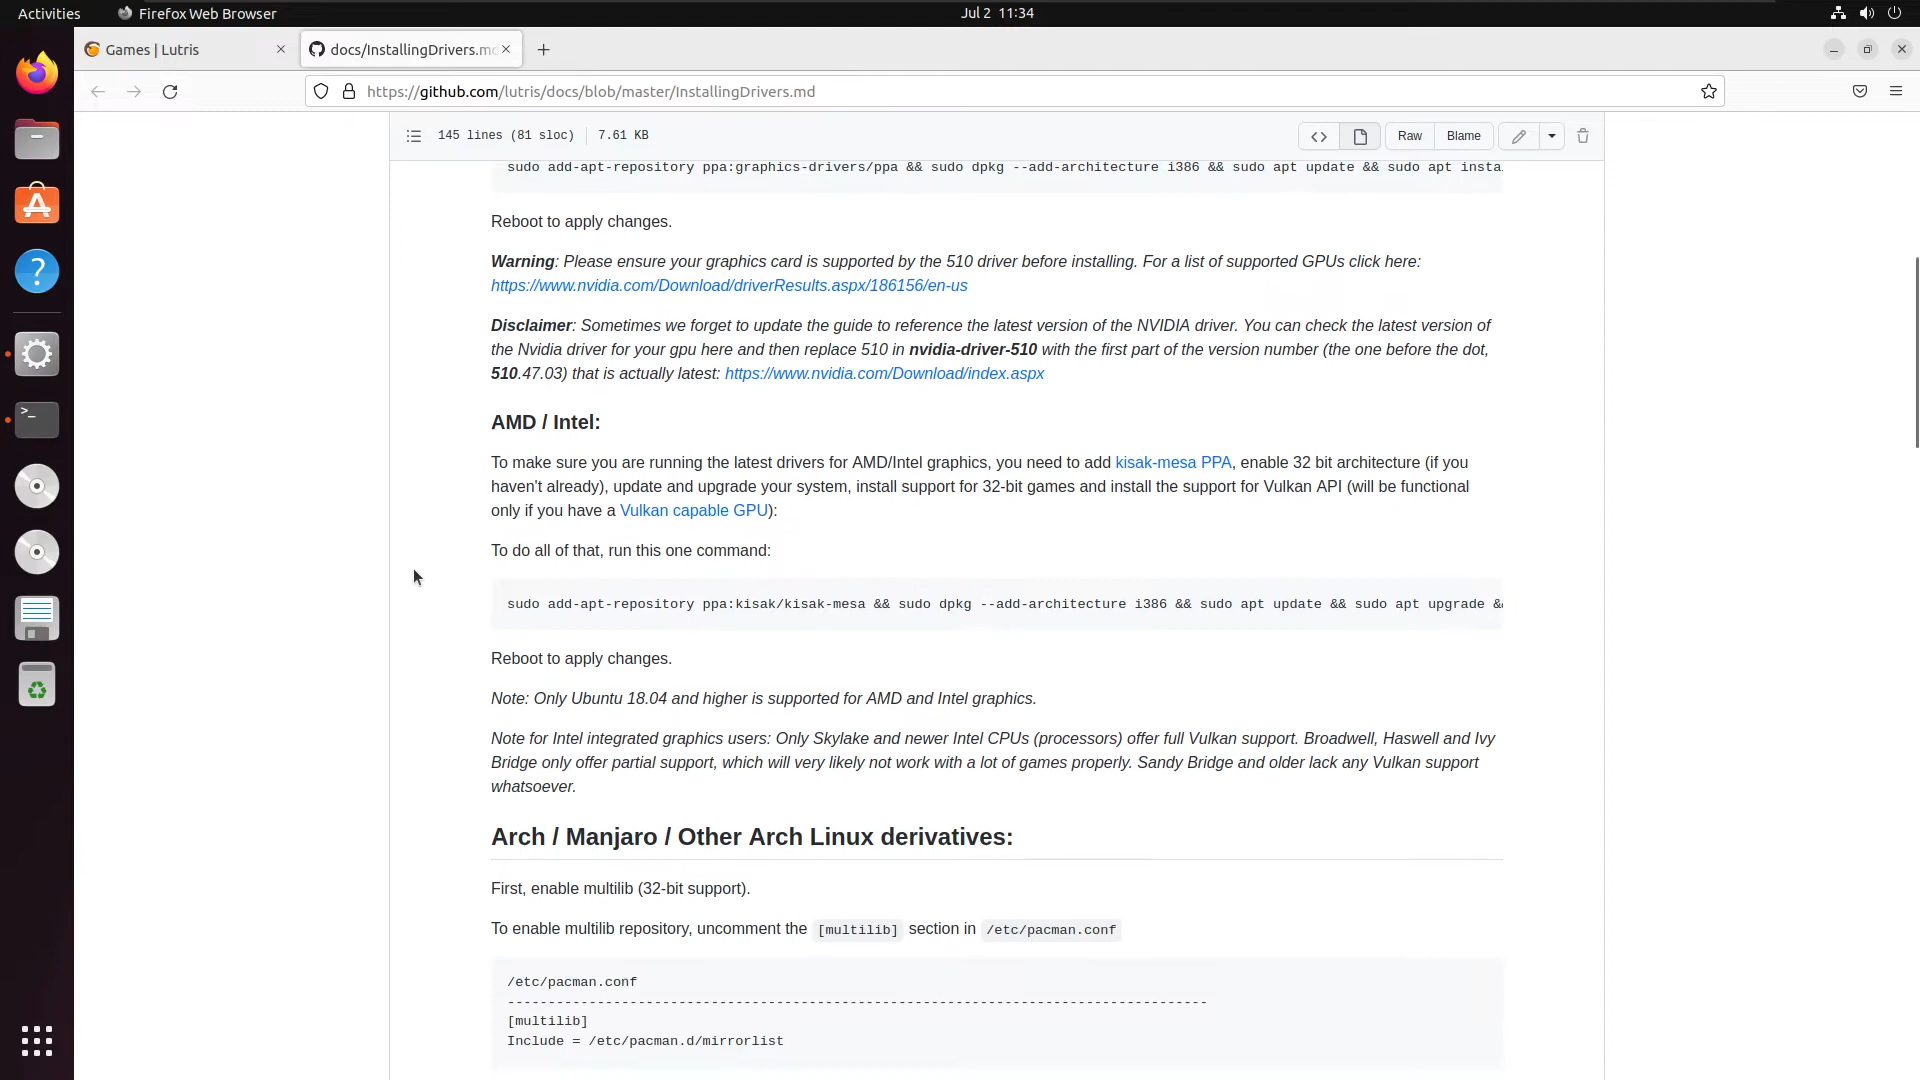 Activities
Firefox Web Browser
Jul 2 11:34
Games | Lutris
docs/InstallingDrivers.md
https://github.com/lutris/docs/blob/master/InstallingDrivers.md
145 lines (81 sloc)
7.61 KB
Raw
Blame
sudo add-apt-repository ppa:graphics-drivers/ppa && sudo dpkg --add-architecture i386 && sudo apt update && sudo apt insta
Reboot to apply changes.
Warning: Please ensure your graphics card is supported by the 510 driver before installing. For a list of supported GPUs click here:
https://www.nvidia.com/Download/driverResults.aspx/186156/en-us
Disclaimer: Sometimes we forget to update the guide to reference the latest version of the NVIDIA driver. You can check the latest version of
the Nvidia driver for your gpu here and then replace 510 in nvidia-driver-510 with the first part of the version number (the one before the dot,
510.47.03) that is actually latest: https://www.nvidia.com/Download/index.aspx
AMD / Intel:
To make sure you are running the latest drivers for AMD/Intel graphics, you need to add kisak-mesa PPA, enable 32 bit architecture (if you
haven't already), update and upgrade your system, install support for 32-bit games and install the support for Vulkan API (will be functional
only if you have a Vulkan capable GPU):
To do all of that, run this one command:
sudo add-apt-repository ppa:kisak/kisak-mesa && sudo dpkg --add-architecture i386 && sudo apt update && sudo apt upgrade &&
Reboot to apply changes.
Note: Only Ubuntu 18.04 and higher is supported for AMD and Intel graphics.
Note for Intel integrated graphics users: Only Skylake and newer Intel CPUs (processors) offer full Vulkan support. Broadwell, Haswell and Ivy
Bridge only offer partial support, which will very likely not work with a lot of games properly. Sandy Bridge and older lack any Vulkan support
whatsoever.
Arch / Manjaro / Other Arch Linux derivatives:
First, enable multilib (32-bit support).
To enable multilib repository, uncomment the [multilib] section in /etc/pacman.conf
/etc/pacman.conf
--------------------------------------------------------------------------------------
[multilib]
Include = /etc/pacman.d/mirrorlist